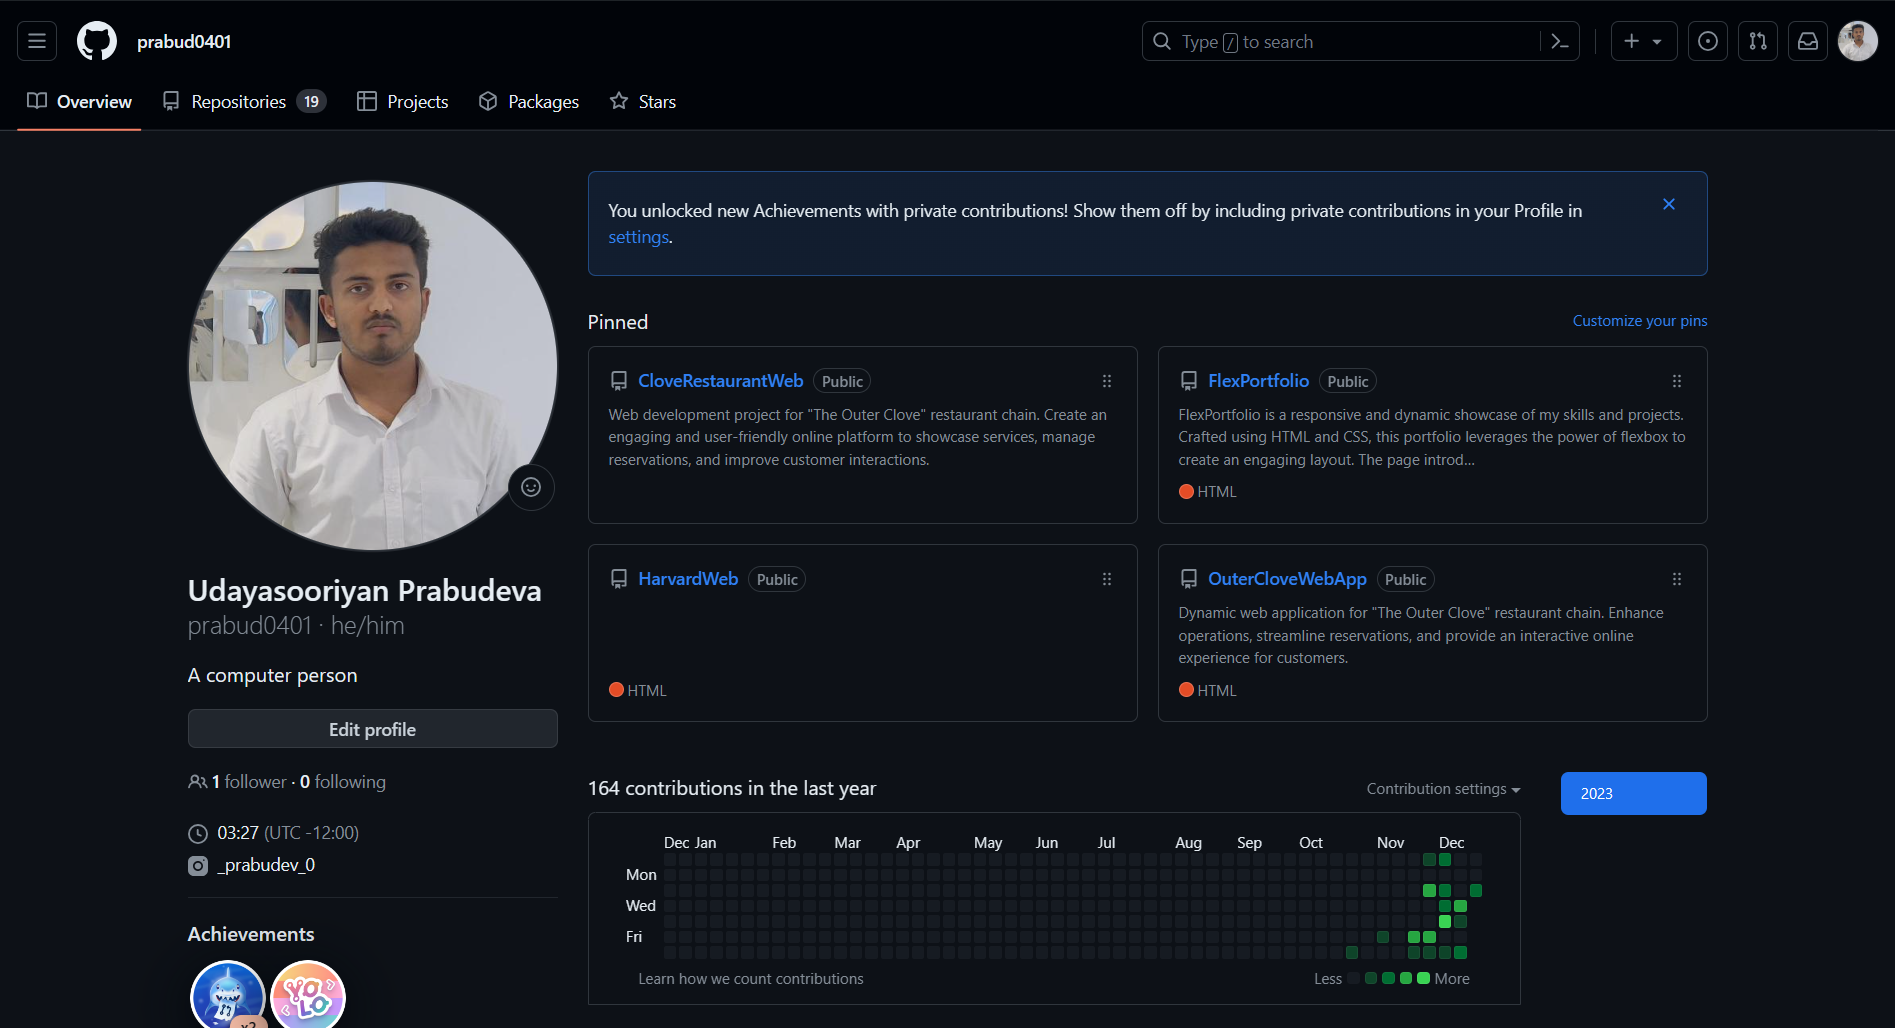 prabud0401
Type / to search
Overview
Repositories 19
Projects
Packages
Stars
You unlocked new Achievements with private contributions! Show them off by including private contributions in your Profile in
settings.
Pinned
Customize your pins
CloveRestaurantWeb Public
Web development project for "The Outer Clove" restaurant chain. Create an
engaging and user-friendly online platform to showcase services, manage
reservations, and improve customer interactions.
FlexPortfolio Public
FlexPortfolio is a responsive and dynamic showcase of my skills and projects.
Crafted using HTML and CSS, this portfolio leverages the power of flexbox to
create an engaging layout. The page introd...
HTML
HarvardWeb Public
HTML
OuterCloveWebApp Public
Dynamic web application for "The Outer Clove" restaurant chain. Enhance
operations, streamline reservations, and provide an interactive online
experience for customers.
HTML
Udayasooriyan Prabudeva
prabud0401 · he/him
A computer person
Edit profile
1 follower · 0 following
03:27 (UTC -12:00)
_prabudev_0
Achievements
YOLO
x2
164 contributions in the last year
Contribution settings
2023
Dec Jan Feb Mar Apr May Jun Jul Aug Sep Oct Nov Dec
Mon
Wed
Fri
Learn how we count contributions
Less More